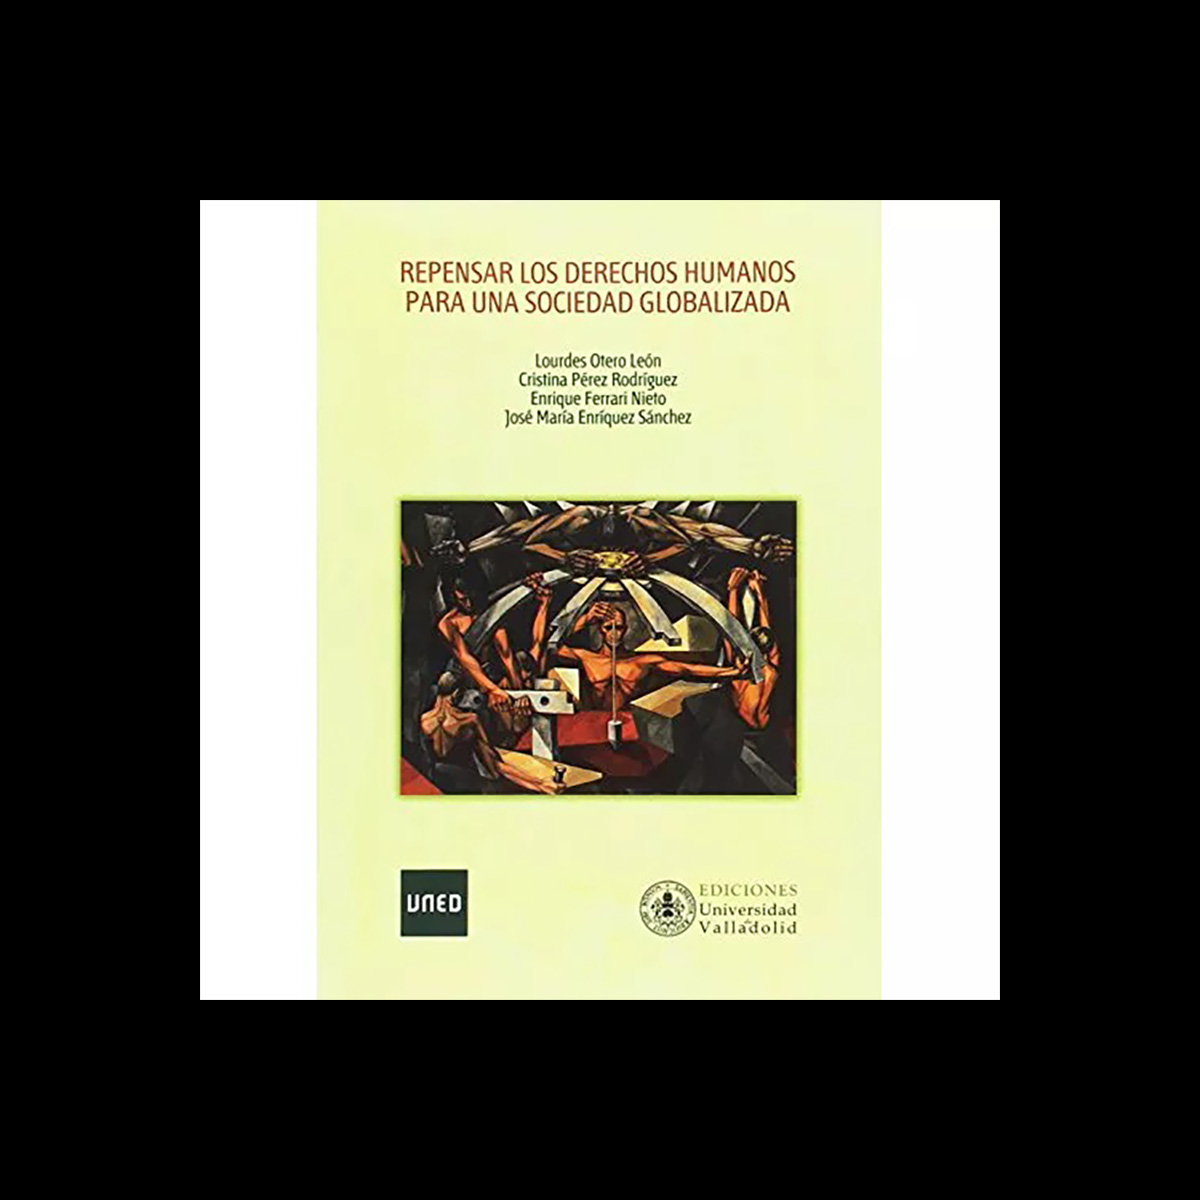 REPENSAR LOS DERECHOS HUMANOS
PARA UNA SOCIEDAD GLOBALIZADA
Lourdes Otero León
Cristina Pérez Rodríguez
Enrique Ferrari Nieto
José María Enríquez Sánchez
UNED
EDICIONES
Universidad
de
Valladolid